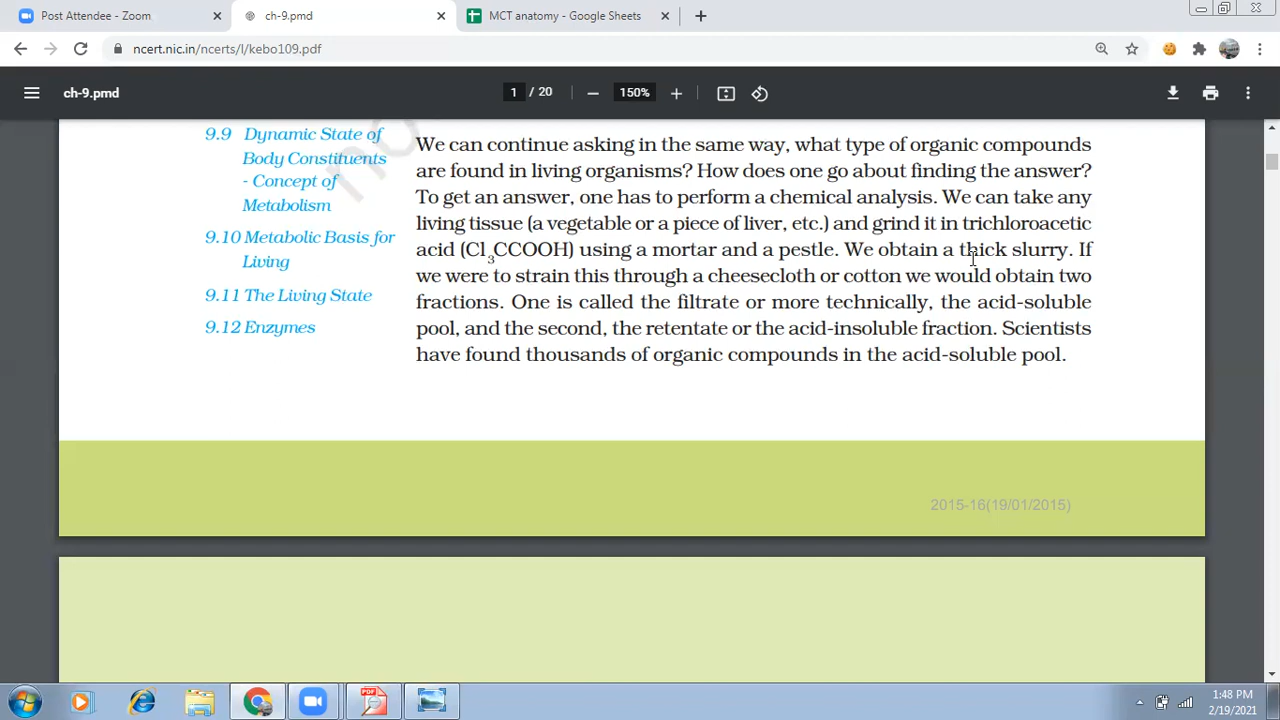 Post Attendee - Zoom
ch-9.pmd
MCT anatomy - Google Sheets
ncert.nic.in/ncerts/l/kebo109.pdf
ch-9.pmd
1 / 20
150%
9.9 Dynamic State of
Body Constituents
- Concept of
Metabolism
9.10 Metabolic Basis for
Living
9.11 The Living State
9.12 Enzymes
We can continue asking in the same way, what type of organic compounds
are found in living organisms? How does one go about finding the answer?
To get an answer, one has to perform a chemical analysis. We can take any
living tissue (a vegetable or a piece of liver, etc.) and grind it in trichloroacetic
acid (Cl₃CCOOH) using a mortar and a pestle. We obtain a thick slurry. If
we were to strain this through a cheesecloth or cotton we would obtain two
fractions. One is called the filtrate or more technically, the acid-soluble
pool, and the second, the retentate or the acid-insoluble fraction. Scientists
have found thousands of organic compounds in the acid-soluble pool.
2015-16(19/01/2015)
PDF
1:48 PM
2/19/2021